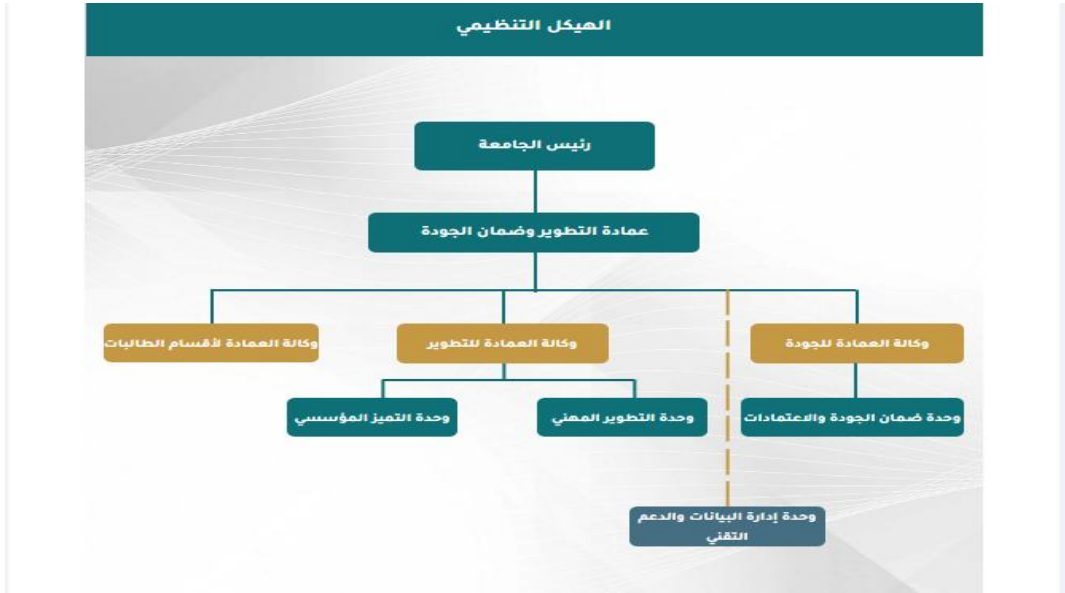 الهيكل التنظيمي
رئيس الجامعة
عمادة التطوير وضمان الجودة
وكالة العمادة للجودة
وكالة العمادة للتطوير
وكالة العمادة لأقسام الطالبات
وحدة ضمان الجودة والاعتمادات
وحدة التطوير المهني
وحدة التميز المؤسسي
وحدة إدارة البيانات والدعم
التقني